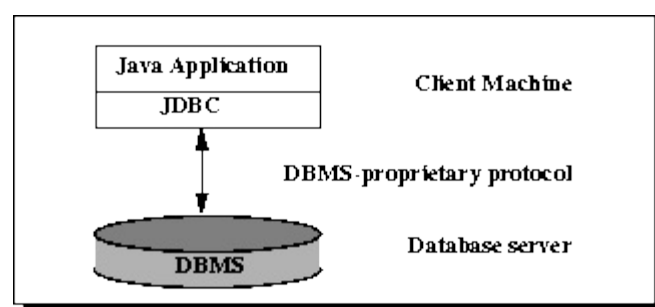 Java Application
Client Machine
JDBC
DBMS-proprietary protocol
Database server
DBMS